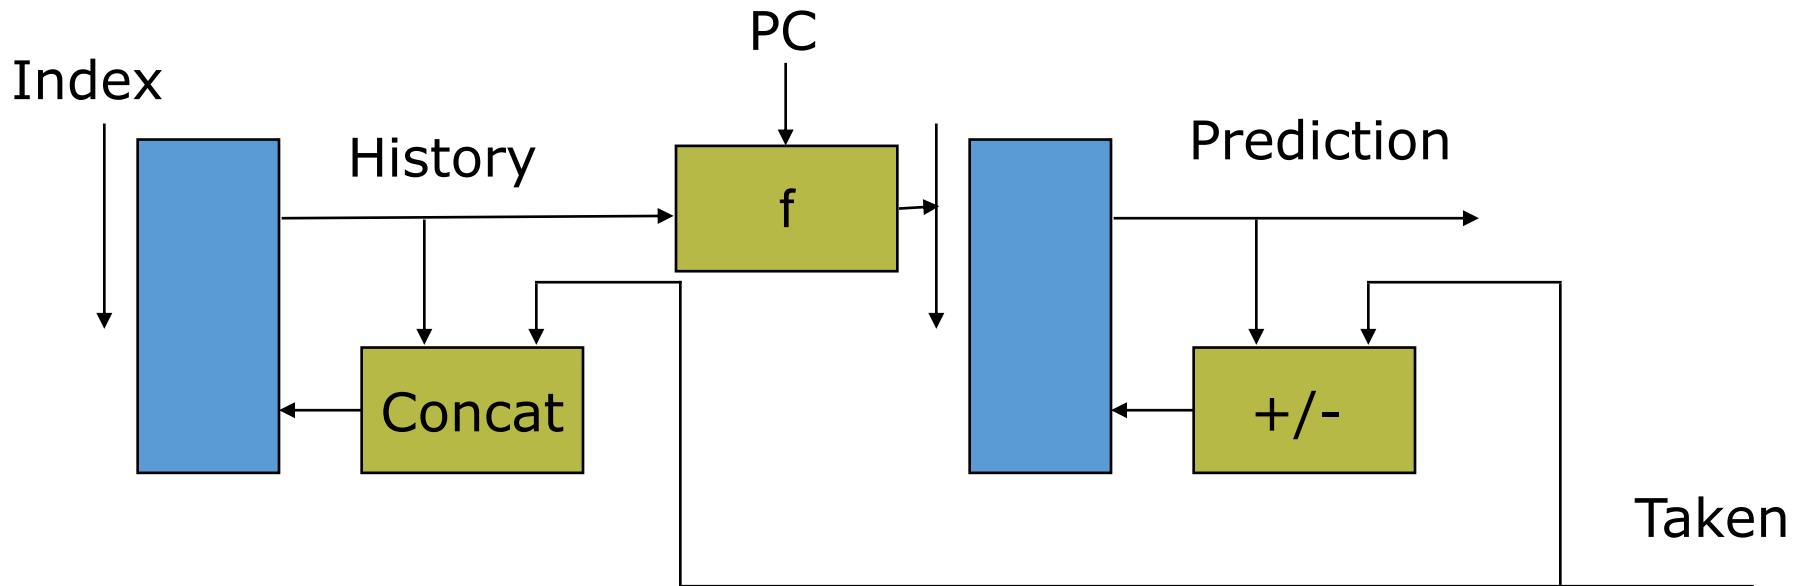 PC
Index
History
f
Prediction
Concat
+/-
Taken